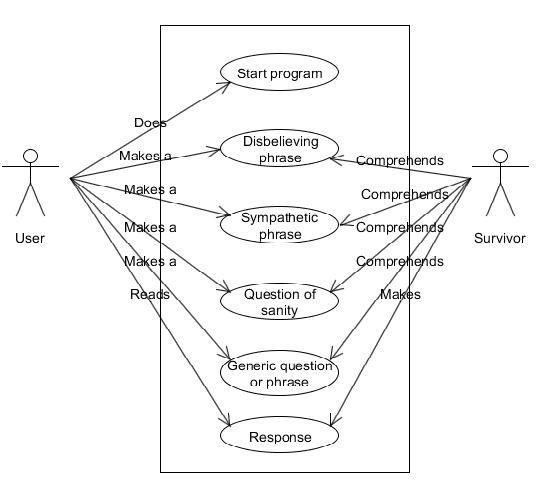 Start program
Does
Disbelieving
phrase
Makes a
Comprehends
Makes a
Comprehends
Sympathetic
phrase
User
Survivor
Makes a
Comprehends
Makes a
Comprehends
Reads
Question of
sanity
Makes
Generic question
or phrase
Response